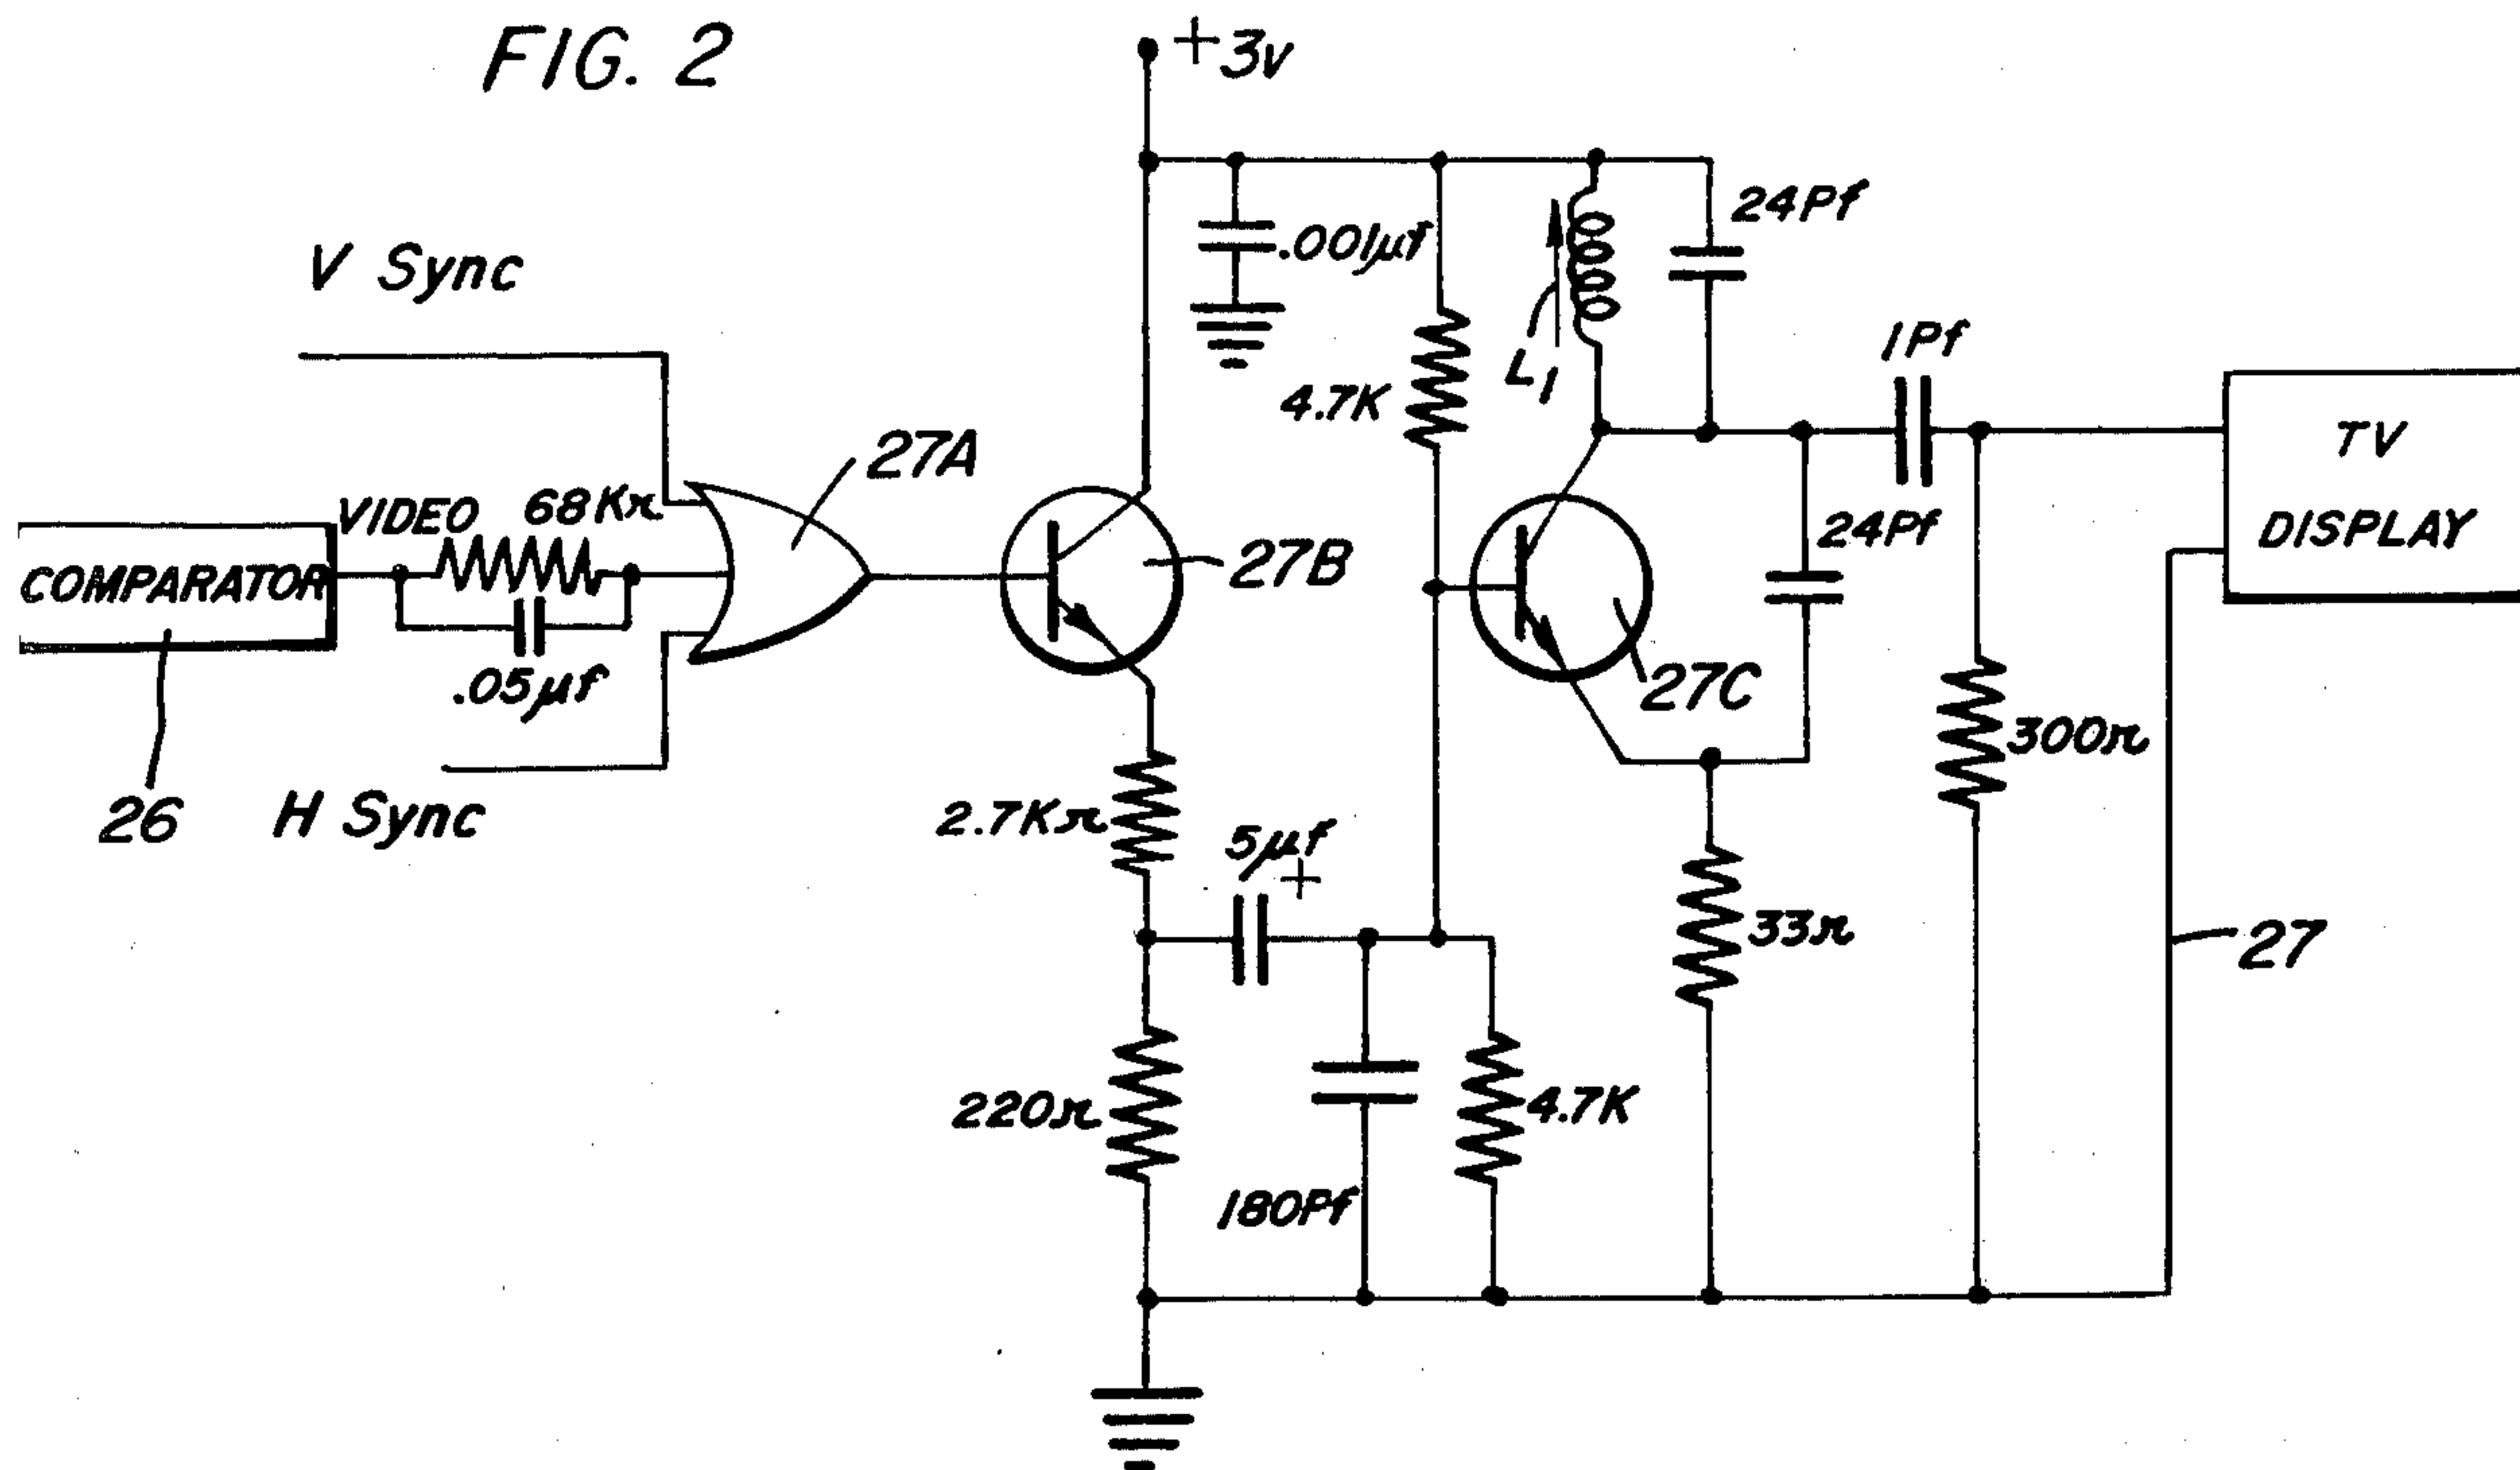 FIG. 2
+3v
V Sync
.001µf
24Pf
L1
4.7K
1Pf
27A
VIDEO
68KΩ
27B
24Pf
TV
DISPLAY
COMPARATOR
.05µf
27C
300Ω
26
H Sync
2.7KΩ
5µf
+
33Ω
27
220Ω
4.7K
180Pf